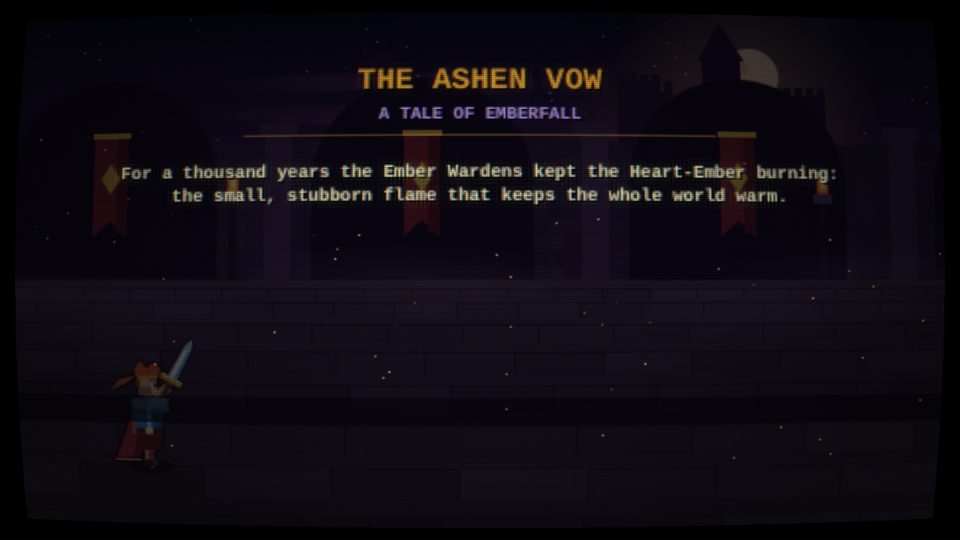 THE ASHEN VOW
A TALE OF EMBERFALL
For a thousand years the Ember Wardens kept the Heart-Ember burning:
the small, stubborn flame that keeps the whole world warm.